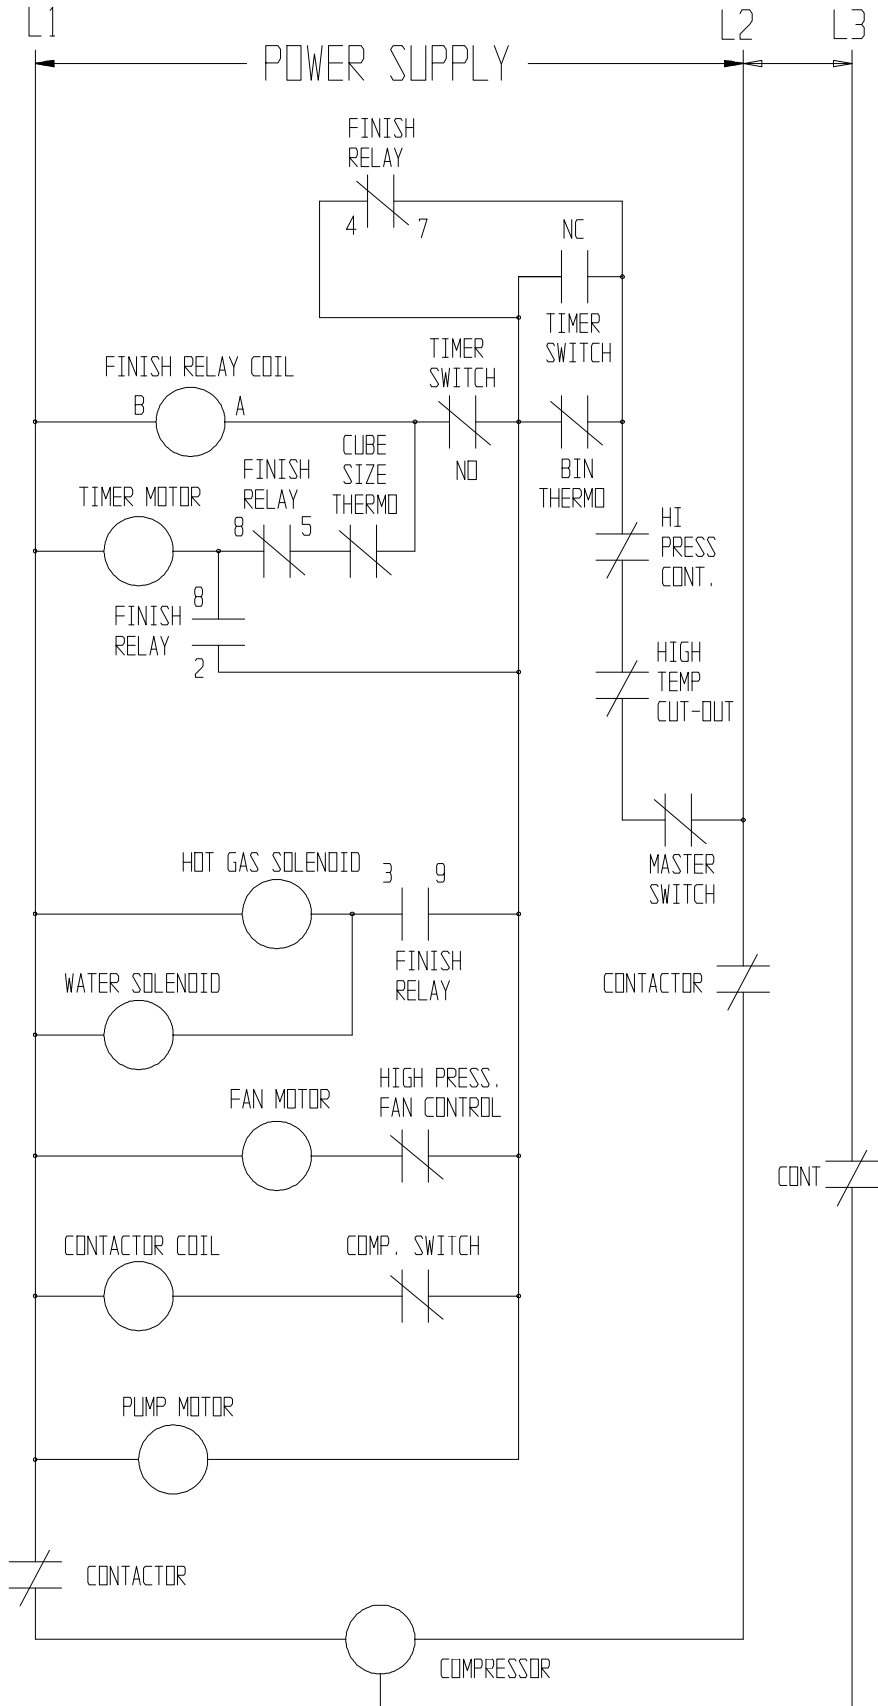 L1
L2
L3
POWER SUPPLY
FINISH
RELAY
4
7
NC
TIMER
SWITCH
TIMER
SWITCH
FINISH RELAY COIL
B
A
CUBE
SIZE
THERMO
NO
BIN
THERMO
FINISH
RELAY
TIMER MOTOR
8
5
HI
PRESS
CONT.
8
FINISH
RELAY
2
HIGH
TEMP
CUT-OUT
HOT GAS SOLENOID
3
9
MASTER
SWITCH
FINISH
RELAY
WATER SOLENOID
CONTACTOR
HIGH PRESS.
FAN CONTROL
FAN MOTOR
CONT
CONTACTOR COIL
COMP. SWITCH
PUMP MOTOR
CONTACTOR
COMPRESSOR